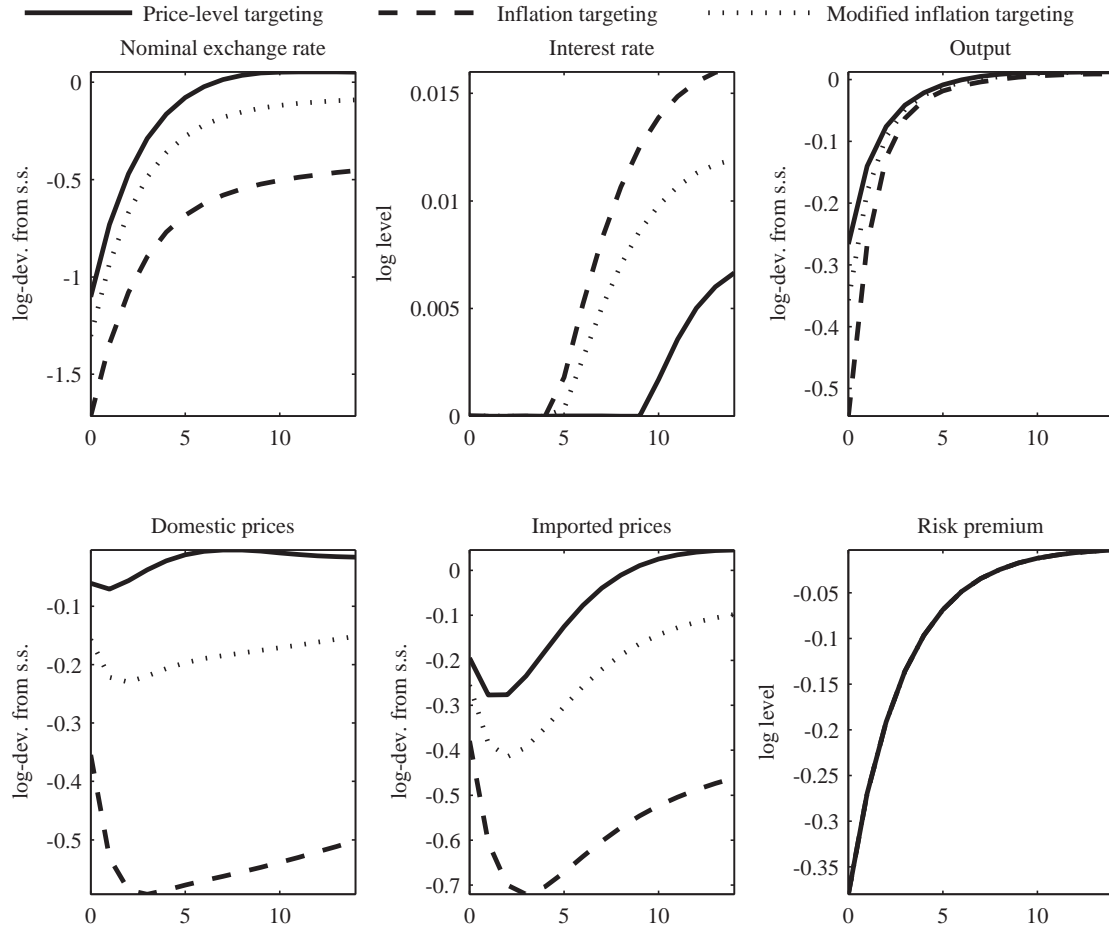 Price-level targeting Inflation targeting Modified inflation targeting
Nominal exchange rate
log-dev. from s.s.
0
-0.5
-1
-1.5
0 5 10
Interest rate
log level
0.015
0.01
0.005
0
0 5 10
Output
log-dev. from s.s.
0
-0.1
-0.2
-0.3
-0.4
-0.5
0 5 10
Domestic prices
log-dev. from s.s.
-0.1
-0.2
-0.3
-0.4
-0.5
0 5 10
Imported prices
log-dev. from s.s.
0
-0.1
-0.2
-0.3
-0.4
-0.5
-0.6
-0.7
0 5 10
Risk premium
log level
-0.05
-0.1
-0.15
-0.2
-0.25
-0.3
-0.35
0 5 10